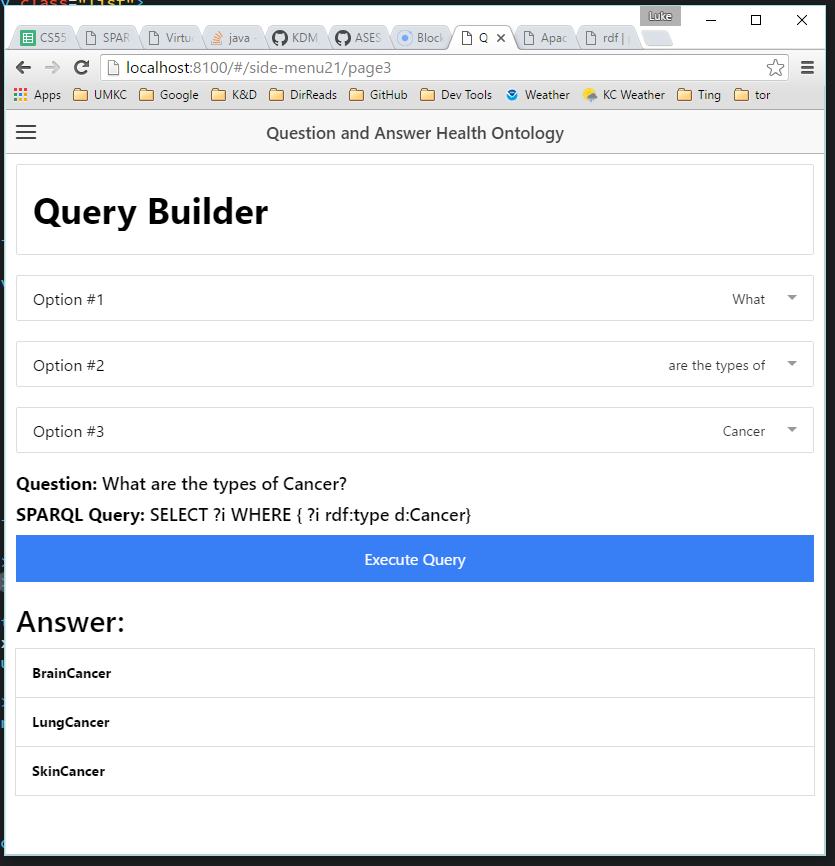 y class="list">
Luke
CS55 SPAR Virtu java - KDM ASES Block Q Apac rdf |
localhost:8100/#/side-menu21/page3
Apps UMKC Google K&D DirReads GitHub Dev Tools Weather KC Weather Ting tor
Question and Answer Health Ontology
Query Builder
Option #1 What
Option #2 are the types of
Option #3 Cancer
Question: What are the types of Cancer?
SPARQL Query: SELECT ?i WHERE { ?i rdf:type d:Cancer}
Execute Query
Answer:
BrainCancer
LungCancer
SkinCancer